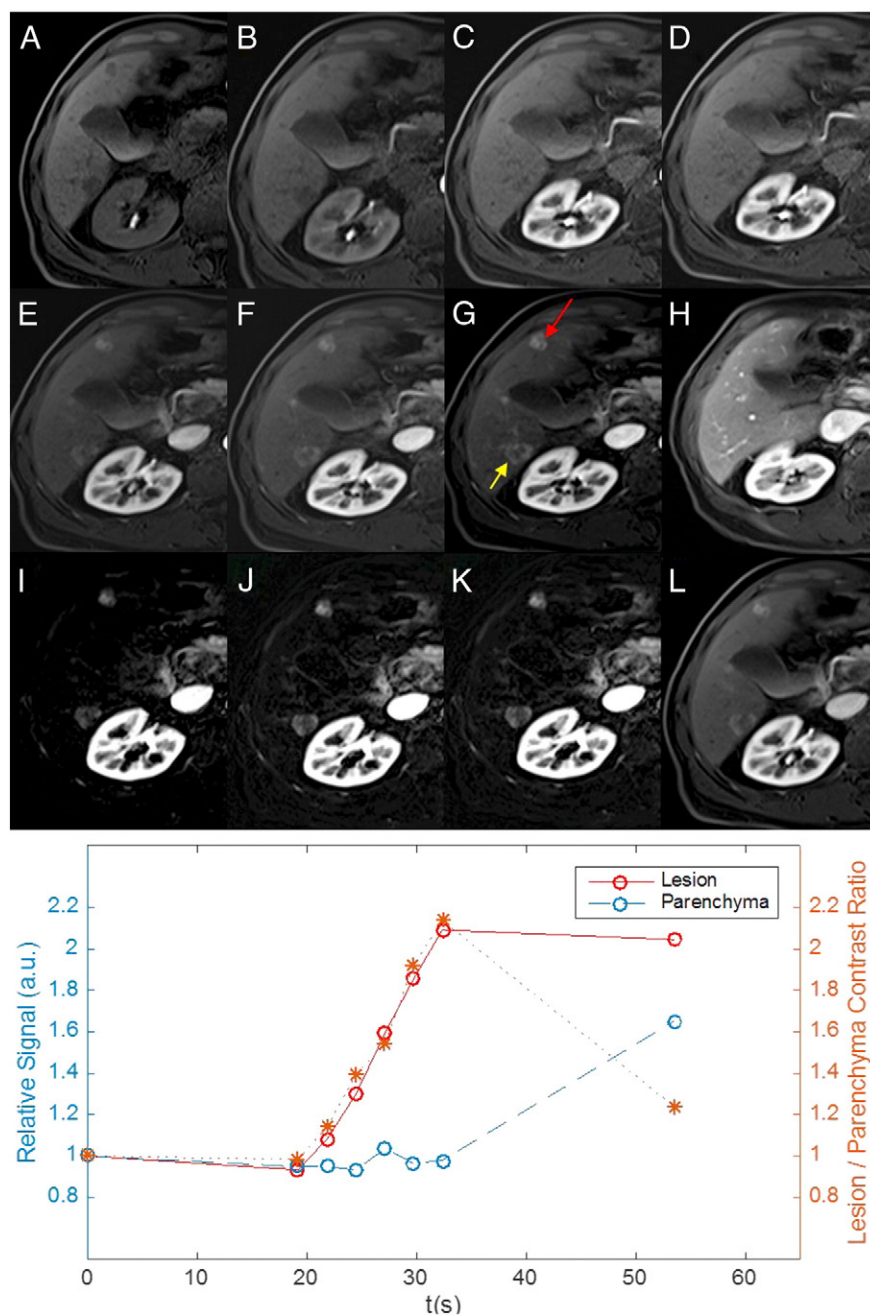 A B C D
E F G H
I J K L
Lesion
Parenchyma
Relative Signal (a.u.)
2.2
2
1.8
1.6
1.4
1.2
1
0.8
Lesion / Parenchyma Contrast Ratio
2.2
2
1.8
1.6
1.4
1.2
1
0.8
0 10 20 30 40 50 60
t(s)